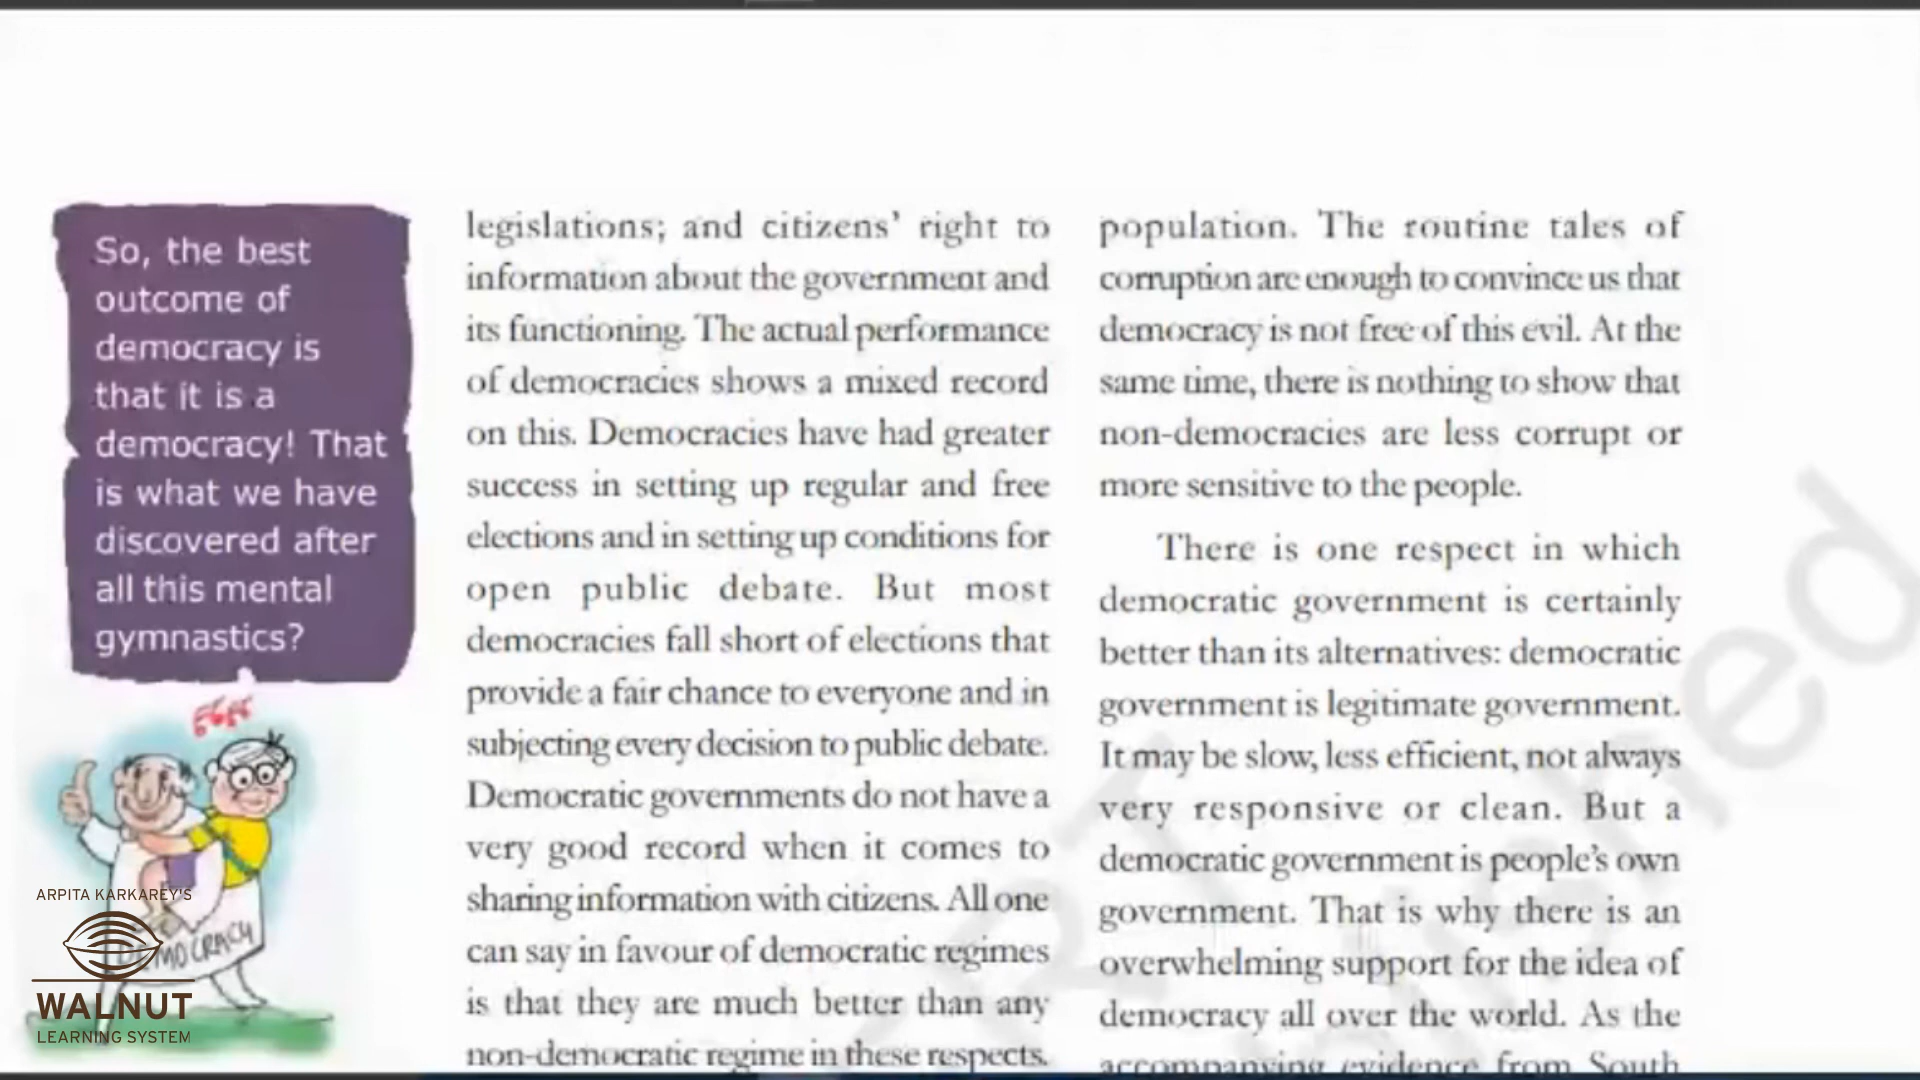 So, the best
outcome of
democracy is
that it is a
democracy! That
is what we have
discovered after
all this mental
gymnastics?
legislations; and citizens' right to
information about the government and
its functioning. The actual performance
of democracies shows a mixed record
on this. Democracies have had greater
success in setting up regular and free
elections and in setting up conditions for
open public debate. But most
democracies fall short of elections that
provide a fair chance to everyone and in
subjecting every decision to public debate.
Democratic governments do not have a
very good record when it comes to
sharing information with citizens. All one
can say in favour of democratic regimes
is that they are much better than any
non-democratic regime in these respects.
population. The routine tales of
corruption are enough to convince us that
democracy is not free of this evil. At the
same time, there is nothing to show that
non-democracies are less corrupt or
more sensitive to the people.
There is one respect in which
democratic government is certainly
better than its alternatives: democratic
government is legitimate government.
It may be slow, less efficient, not always
very responsive or clean. But a
democratic government is people's own
government. That is why there is an
overwhelming support for the idea of
democracy all over the world. As the
accompanying evidence from South
DEMOCRACY
ARPITA KARKAREY'S
WALNUT
LEARNING SYSTEM